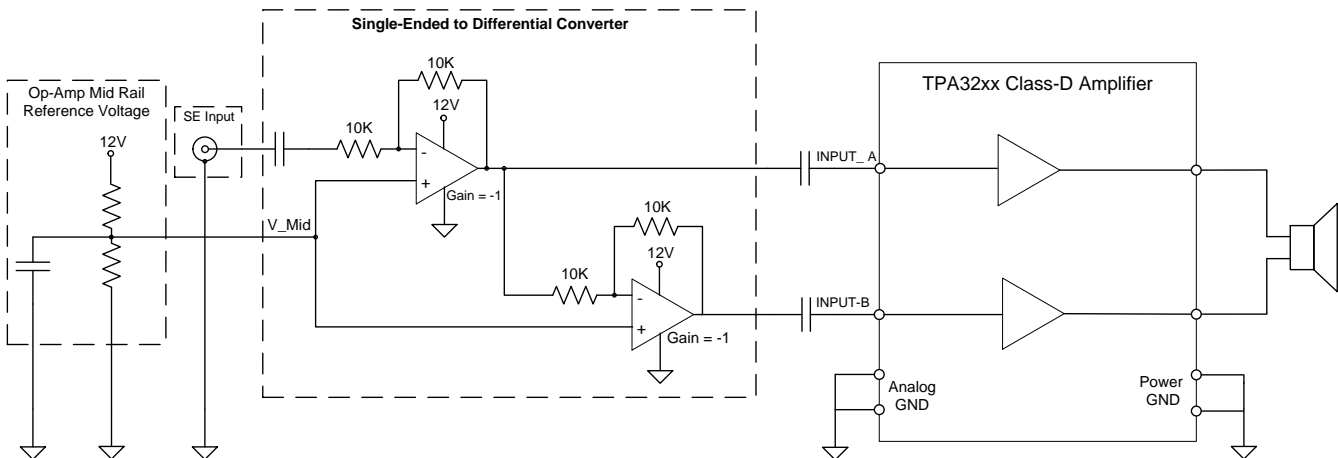 Single-Ended to Differential Converter
Op-Amp Mid Rail
Reference Voltage
12V
SE Input
10K
12V
10K
-
+
Gain = -1
V_Mid
10K
12V
10K
-
+
Gain = -1
INPUT_ A
INPUT-B
TPA32xx Class-D Amplifier
Analog
GND
Power
GND